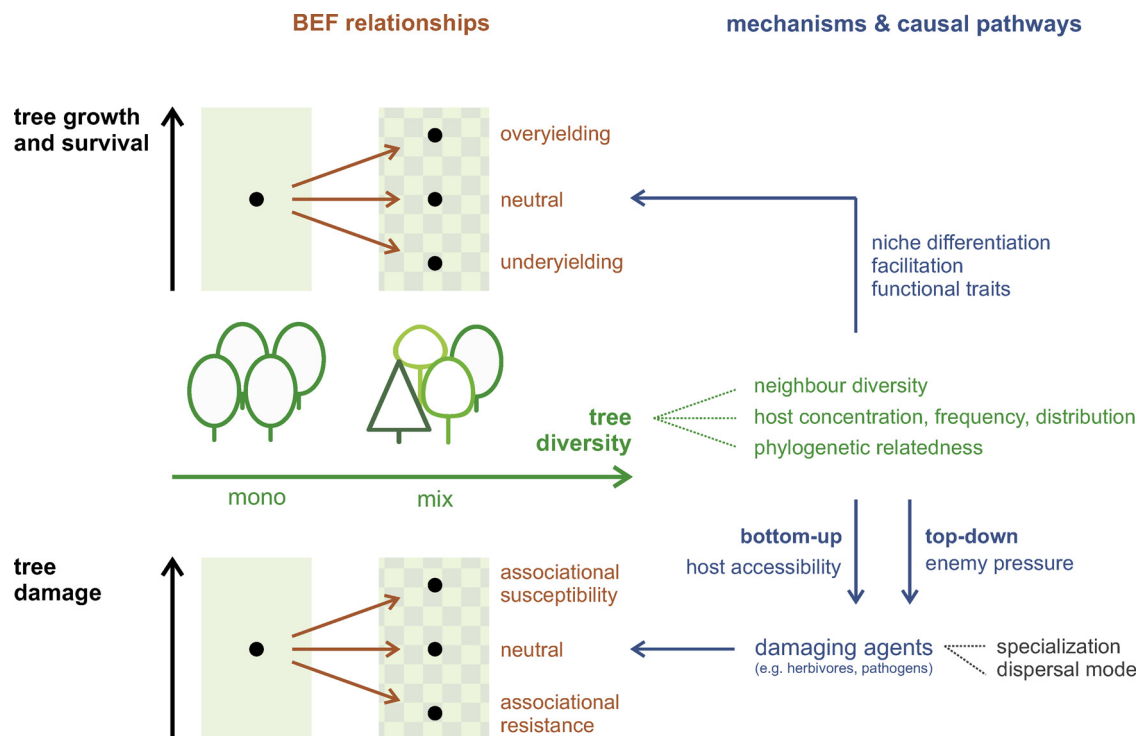 BEF relationships
mechanisms & causal pathways
tree growth
and survival
overyielding
neutral
underyielding
niche differentiation
facilitation
functional traits
tree
diversity
neighbour diversity
host concentration, frequency, distribution
phylogenetic relatedness
mono
mix
bottom-up
host accessibility
top-down
enemy pressure
tree
damage
associational
susceptibility
neutral
associational
resistance
damaging agents
(e.g. herbivores, pathogens)
specialization
dispersal mode